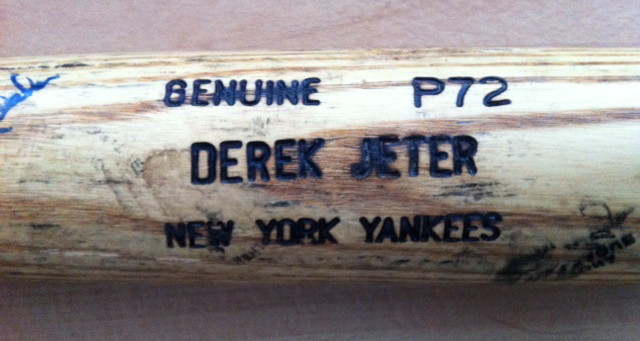 GENUINE P72
DEREK JETER
NEW YORK YANKEES